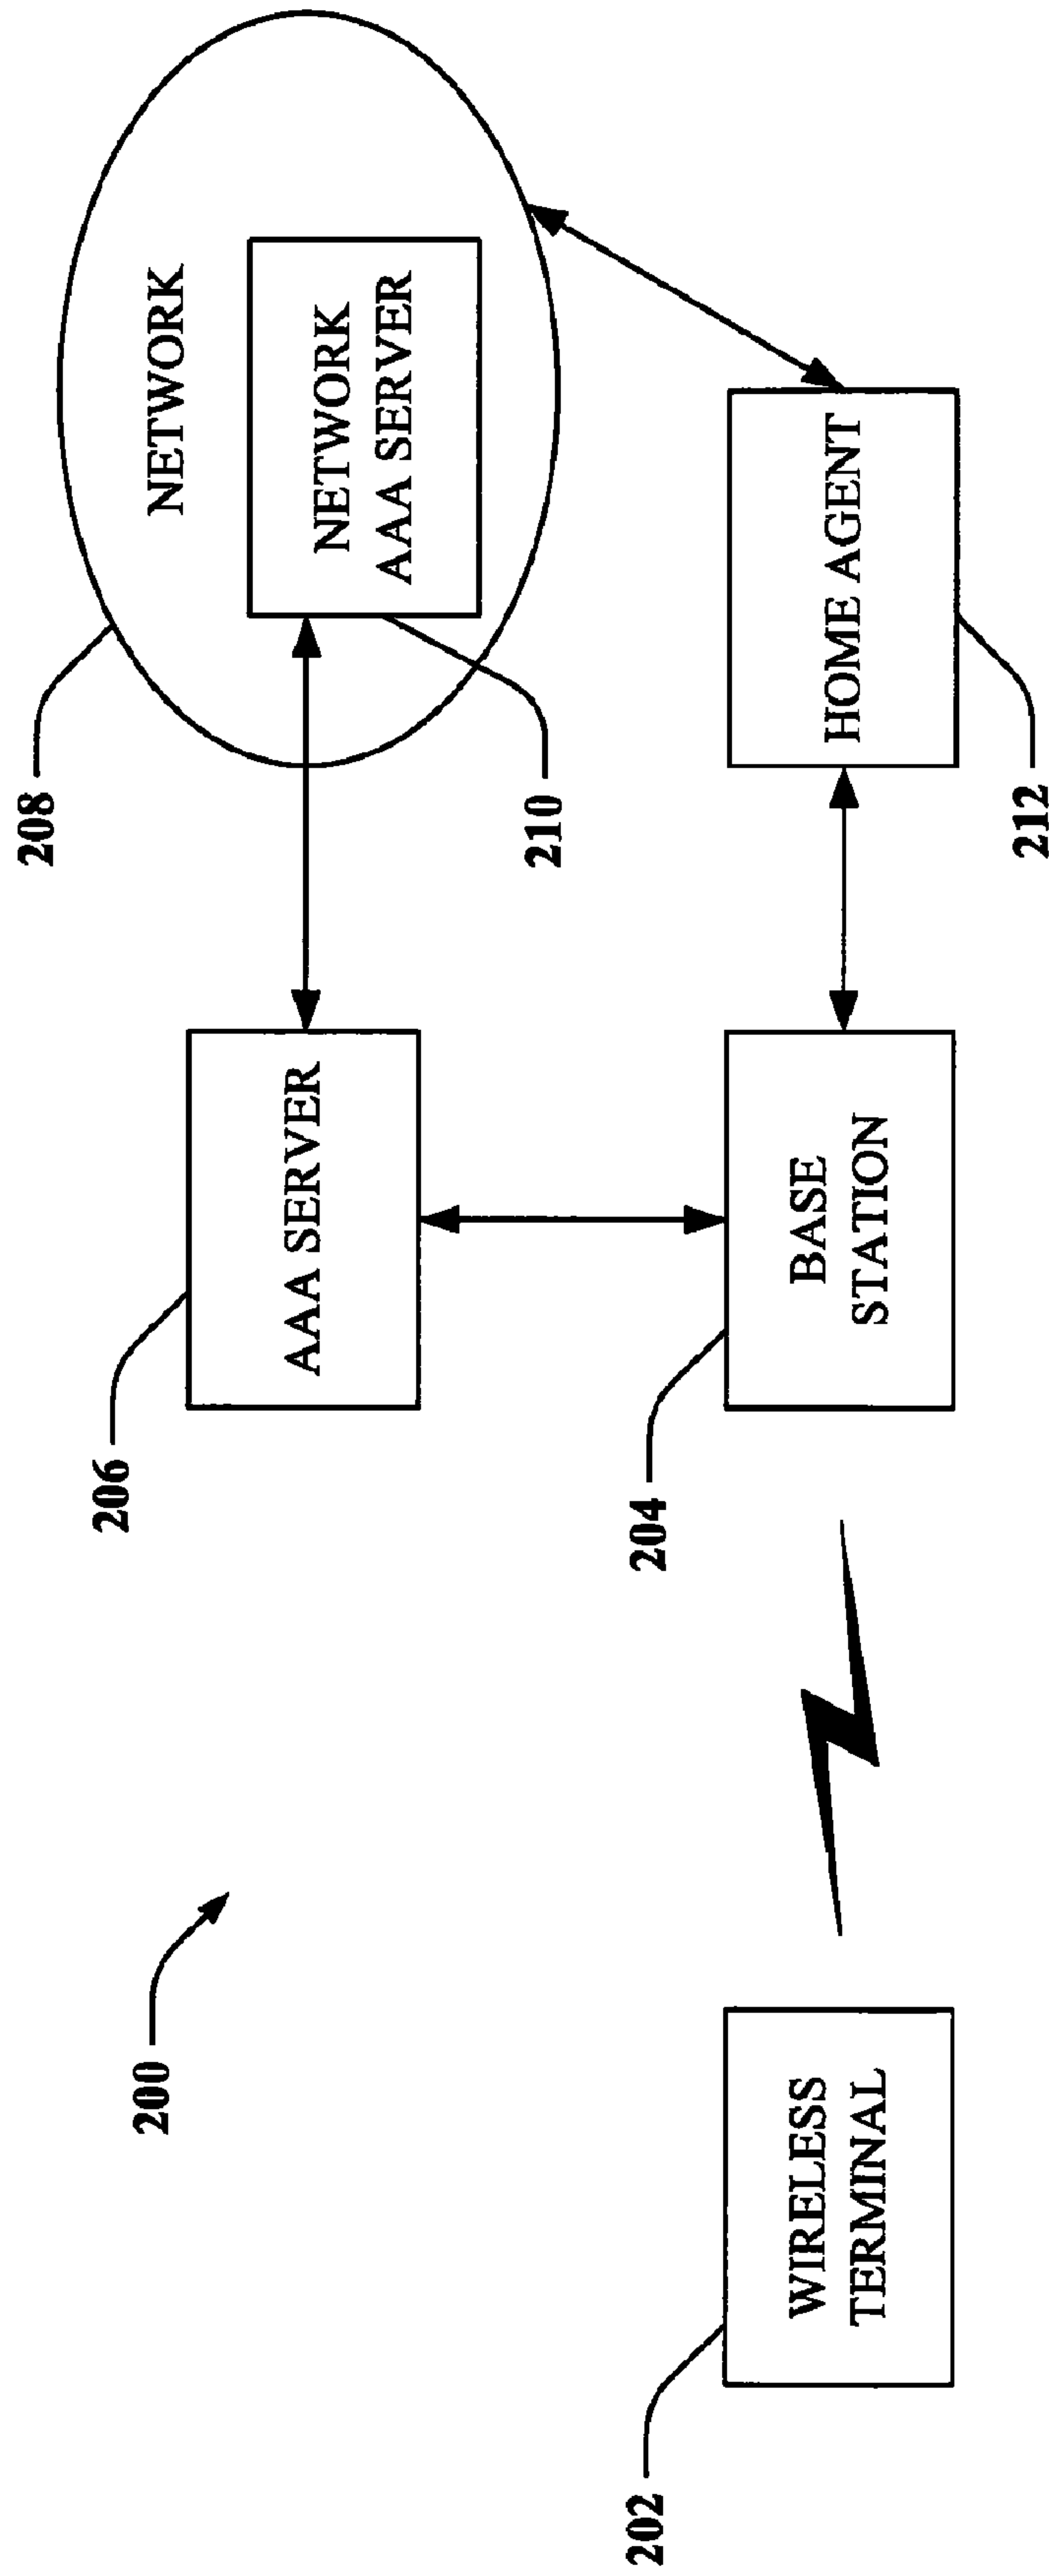 200
208
NETWORK
206
AAA SERVER
NETWORK
AAA SERVER
210
202
WIRELESS
TERMINAL
204
BASE
STATION
HOME AGENT
212